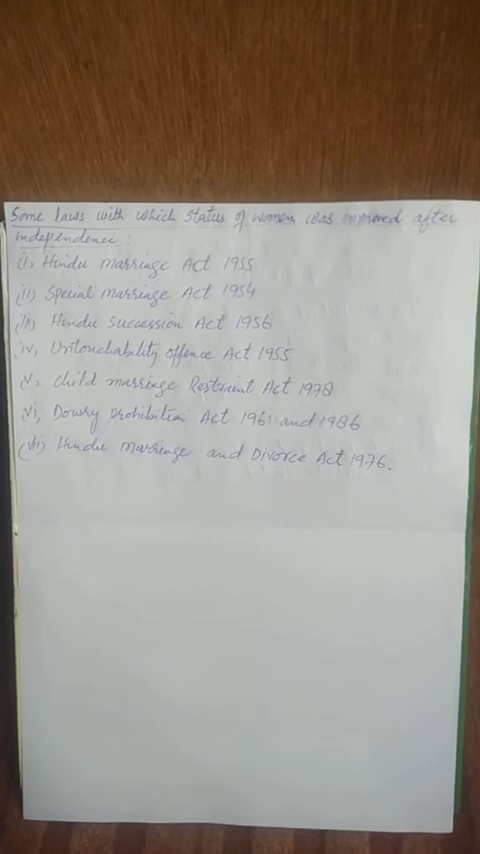 Some laws with which status of women was improved after
independence :
(i), Hindu Marriage Act 1955
(ii) Special Marriage Act 1954
(iii) Hindu Succession Act 1956
(iv), Untouchability offence Act 1955
(v), Child marriage Restraint Act 1978
(vi), Dowry prohibition Act 1961 and 1986
(vii) Hindu Marriage and Divorce Act 1976.